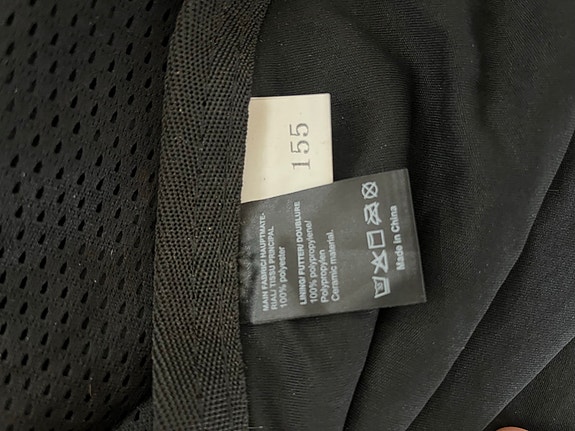 155
MAIN FABRIC/ HAUPTMATE-
RIAL/ TISSU PRINCIPAL
100% polyester
LINING/ FUTTER/ DOUBLURE
100% polypropylene/
Polypropylen
Ceramic material.
Made in China